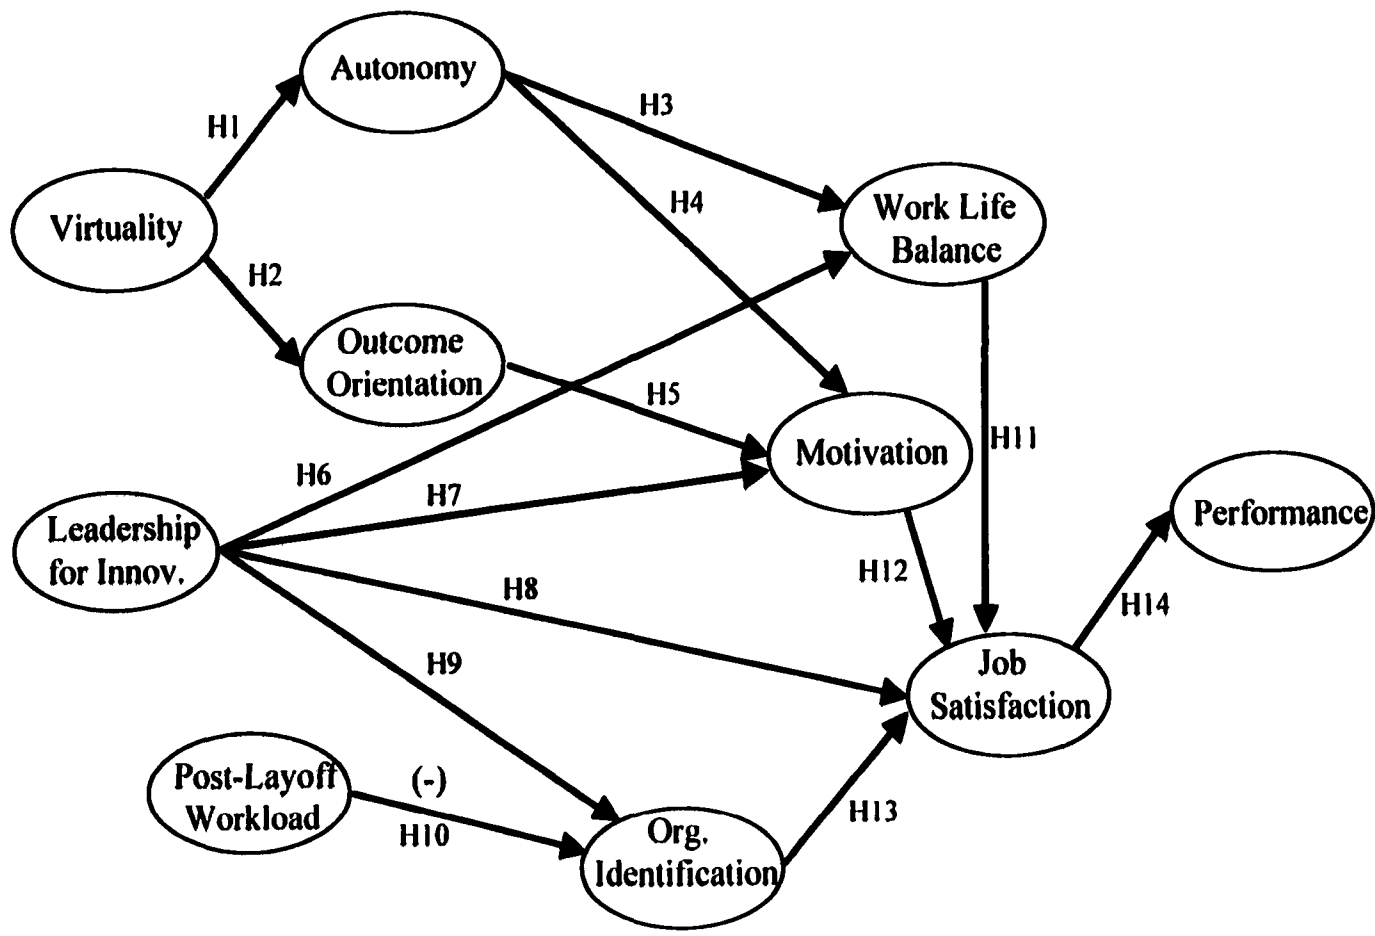 Autonomy
H3
H1
H4
Work Life
Balance
Virtuality
H2
Outcome
Orientation
H5
Motivation
H11
H6
H7
Performance
Leadership
for Innov.
H12
H8
H14
H9
Job
Satisfaction
Post-Layoff
Workload
(-)
H10
H13
Org.
Identification